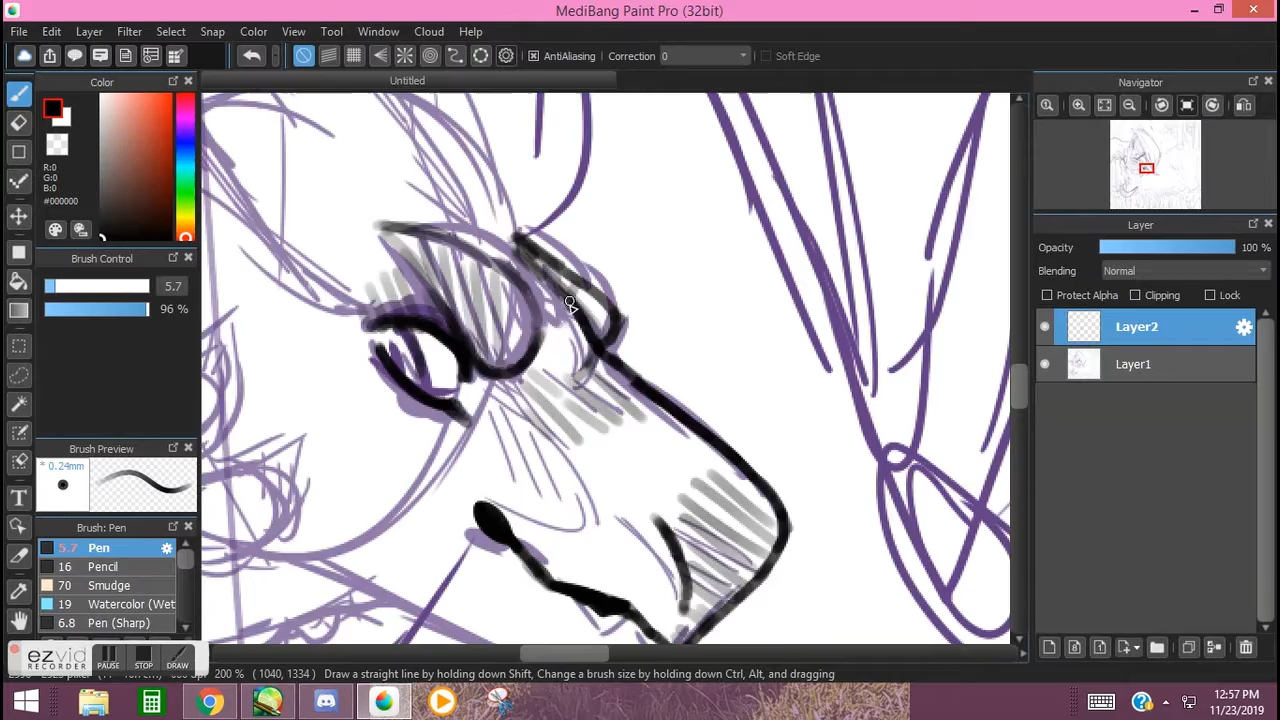 MediBang Paint Pro (32bit)
File Edit Layer Filter Select Snap Color View Tool Window Cloud Help
AntiAliasing Correction 0 Soft Edge
Color
Untitled
Navigator
R:0
G:0
B:0
#000000
Brush Control
5.7
96 %
Layer
Opacity 100 %
Blending Normal
Protect Alpha Clipping Lock
Layer2
Layer1
Brush Preview
* 0.24mm
Brush: Pen
5.7 Pen
16 Pencil
70 Smudge
19 Watercolor (Wet
6.8 Pen (Sharp)
T
ezvid
RECORDER
PAUSE STOP DRAW
200 % (1040, 1334) Draw a straight line by holding down Shift, Change a brush size by holding down Ctrl, Alt, and dragging
12:57 PM
11/23/2019